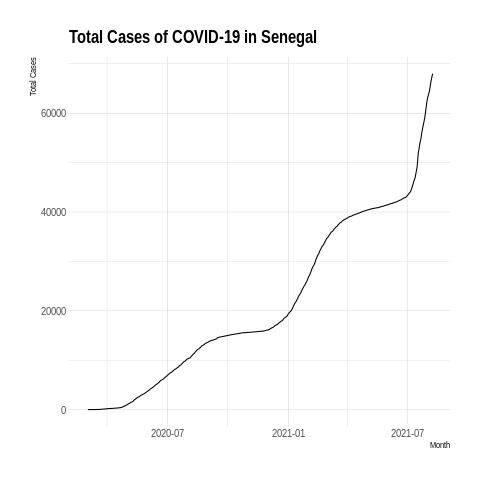 Total Cases of COVID-19 in Senegal
Total Cases
60000
40000
20000
0
2020-07 2021-01 2021-07
Month